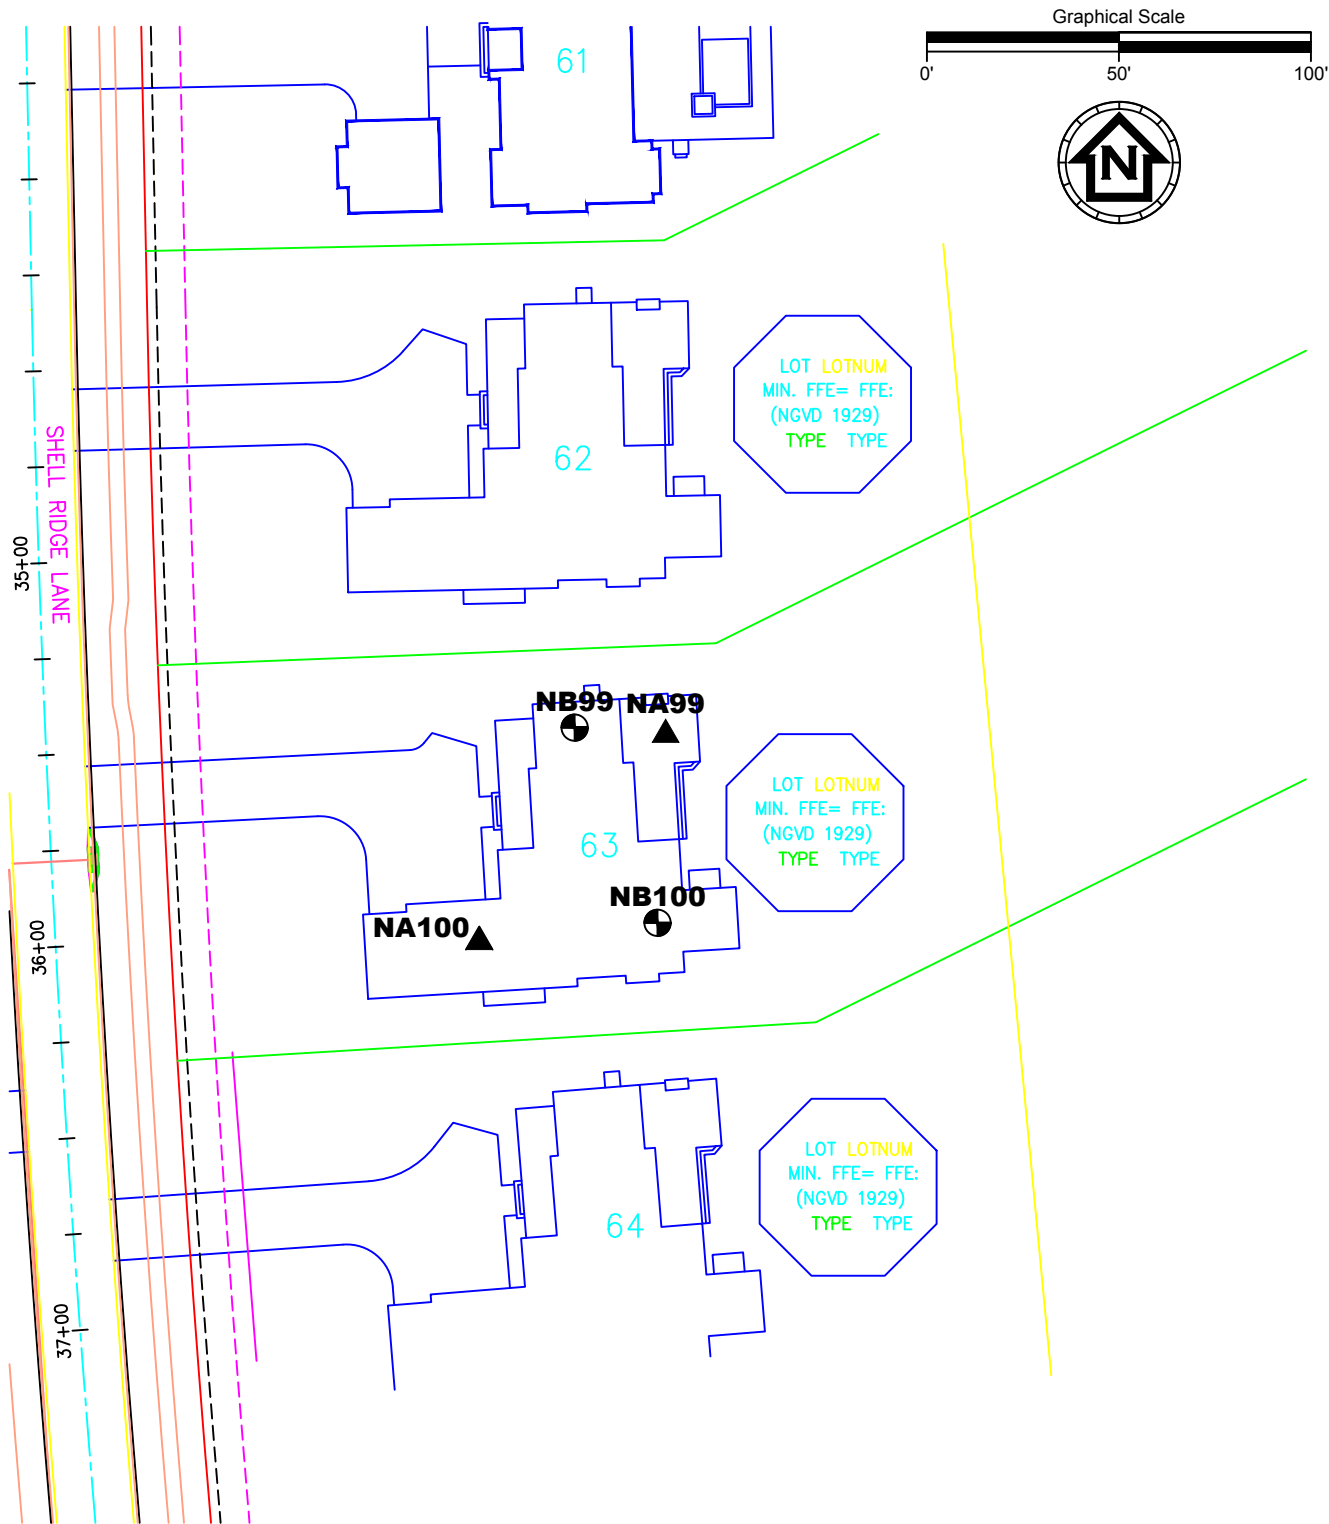 Graphical Scale
0' 50' 100'
N
61
LOT LOTNUM
MIN. FFE= FFE:
(NGVD 1929)
TYPE TYPE
62
SHELL RIDGE LANE
35+00
NB99 NA99
LOT LOTNUM
MIN. FFE= FFE:
(NGVD 1929)
TYPE TYPE
63
NB100
NA100
36+00
LOT LOTNUM
MIN. FFE= FFE:
(NGVD 1929)
TYPE TYPE
64
37+00